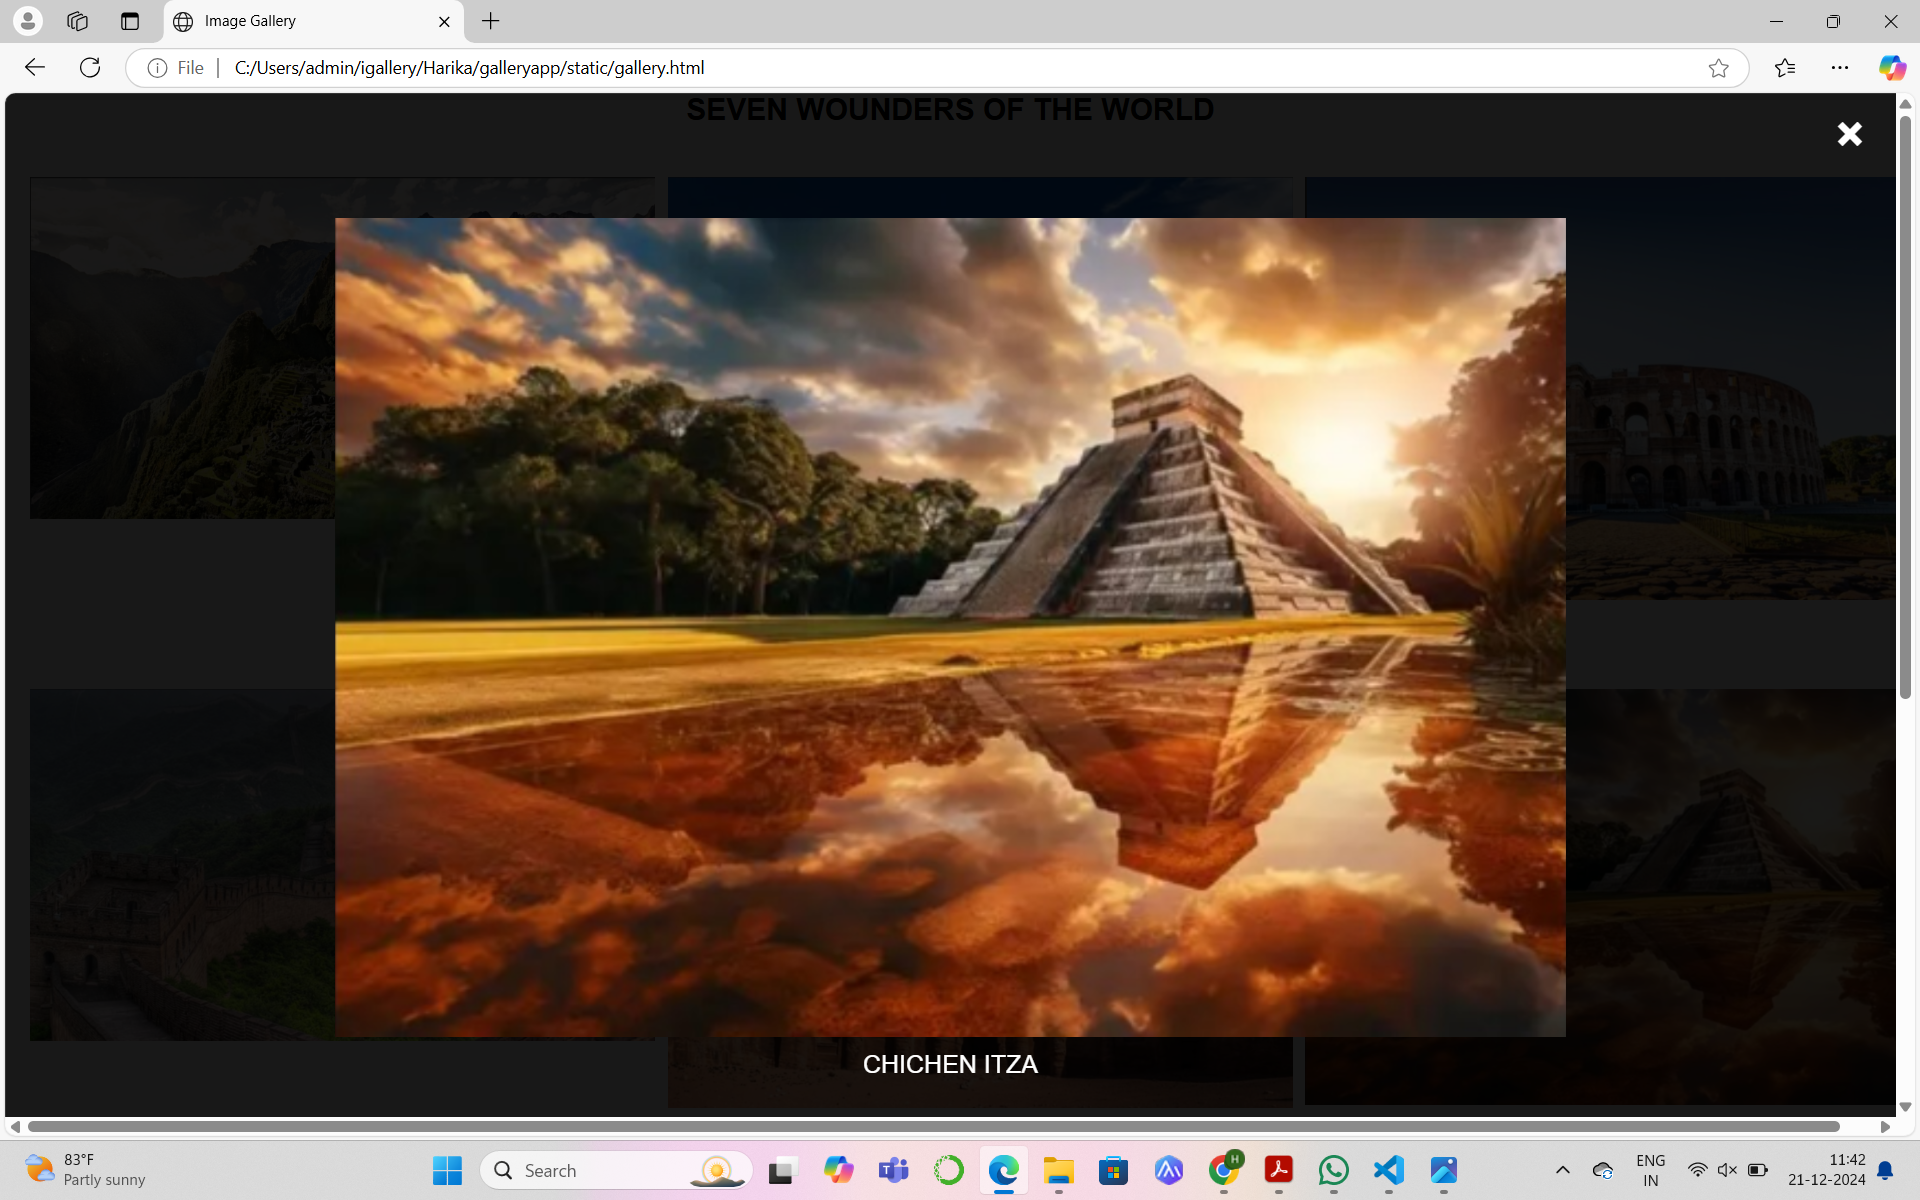 Image Gallery
File
C:/Users/admin/igallery/Harika/galleryapp/static/gallery.html
SEVEN WOUNDERS OF THE WORLD
CHICHEN ITZA
83°F
Partly sunny
Search
H
ENG
IN
11:42
21-12-2024